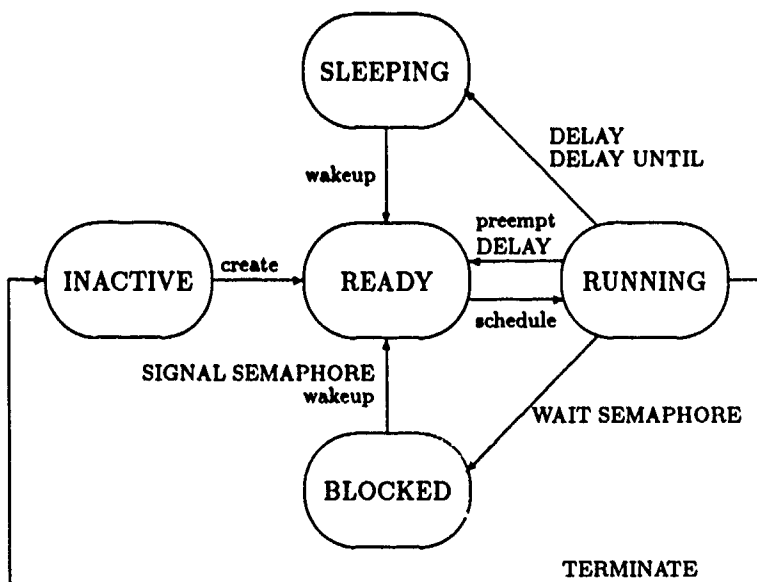 SLEEPING
DELAY
DELAY UNTIL
wakeup
preempt
DELAY
INACTIVE
create
READY
RUNNING
schedule
SIGNAL SEMAPHORE
wakeup
WAIT SEMAPHORE
BLOCKED
TERMINATE